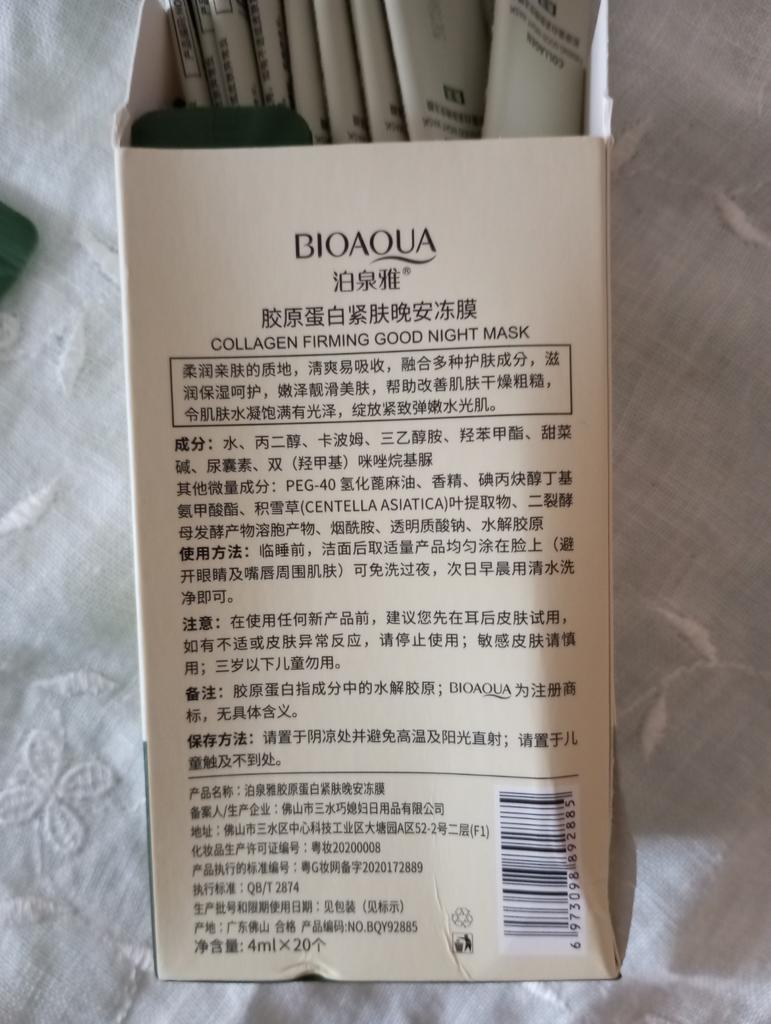 COLLAGEN
BIOAQUA
泊泉雅®
胶原蛋白紧肤晚安冻膜
COLLAGEN FIRMING GOOD NIGHT MASK
柔润亲肤的质地，清爽易吸收，融合多种护肤成分，滋
润保湿呵护，嫩泽靓滑美肤，帮助改善肌肤干燥粗糙，
令肌肤水凝饱满有光泽，绽放紧致弹嫩水光肌。
成分：水、丙二醇、卡波姆、三乙醇胺、羟苯甲酯、甜菜
碱、尿囊素、双（羟甲基）咪唑烷基脲
其他微量成分：PEG-40 氢化蓖麻油、香精、碘丙炔醇丁基
氨甲酸酯、积雪草(CENTELLA ASIATICA)叶提取物、二裂酵
母发酵产物溶胞产物、烟酰胺、透明质酸钠、水解胶原
使用方法：临睡前，洁面后取适量产品均匀涂在脸上（避
开眼睛及嘴唇周围肌肤）可免洗过夜，次日早晨用清水洗
净即可。
注意：在使用任何新产品前，建议您先在耳后皮肤试用，
如有不适或皮肤异常反应，请停止使用；敏感皮肤请慎
用；三岁以下儿童勿用。
备注：胶原蛋白指成分中的水解胶原；BIOAQUA为注册商
标，无具体含义。
保存方法：请置于阴凉处并避免高温及阳光直射；请置于儿
童触及不到处。
产品名称：泊泉雅胶原蛋白紧肤晚安冻膜
备案人/生产企业：佛山市三水巧媳妇日用品有限公司
地址：佛山市三水区中心科技工业区大塘园A区52-2号二层(F1)
化妆品生产许可证编号：粤妆20200008
产品执行的标准编号：粤G妆网备字2020172889
执行标准：QB/T 2874
生产批号和限期使用日期：见包装（见标示）
产地：广东佛山 合格 产品编码:NO.BQY92885
净含量: 4ml×20个
6 973098 892885